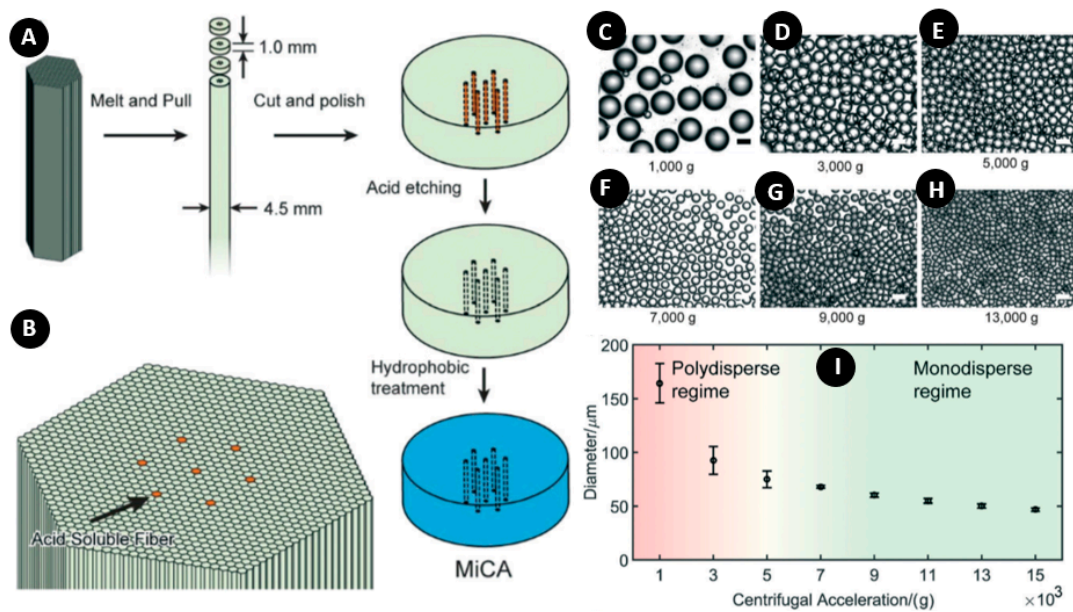 A
1.0 mm
Melt and Pull
Cut and polish
4.5 mm
Acid etching
Hydrophobic
treatment
MiCA
B
Acid Soluble Fiber
C
1,000 g
D
3,000 g
E
5,000 g
F
7,000 g
G
9,000 g
H
13,000 g
I
Polydisperse
regime
Monodisperse
regime
Diameter/μm
200
150
100
50
0
1 3 5 7 9 11 13 15
Centrifugal Acceleration/(g)
×10³